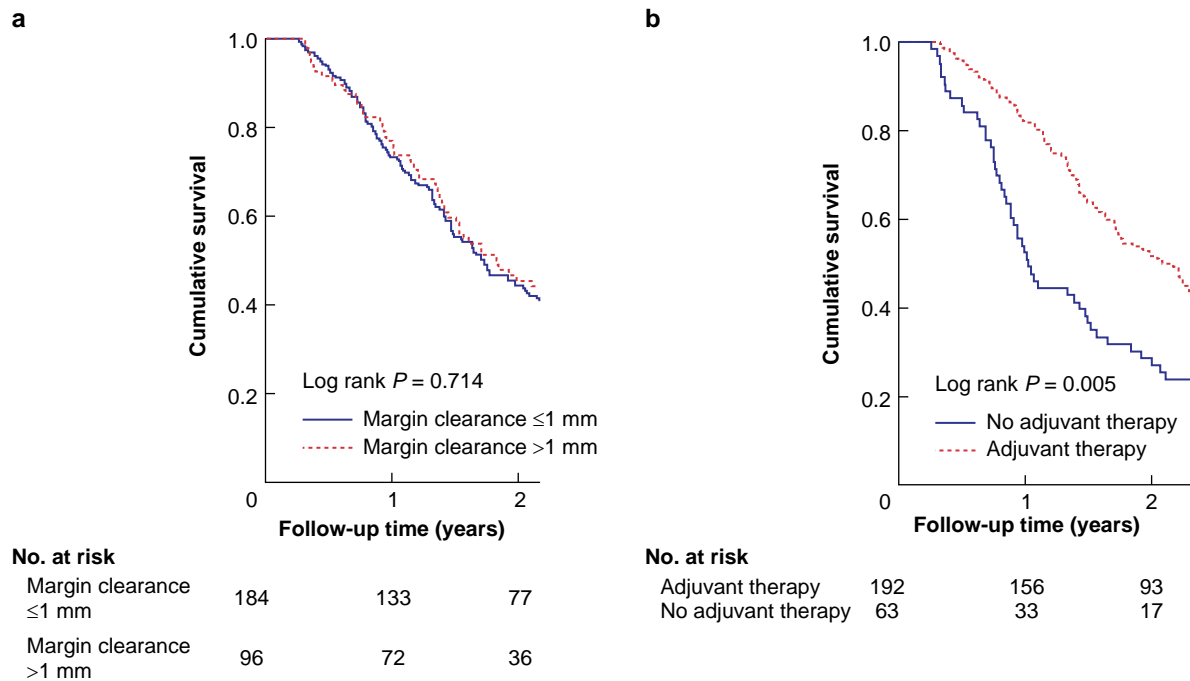 a
1.0
0.8
0.6
0.4
0.2
0
1
2
Cumulative survival
Log rank P = 0.714
Margin clearance ≤1 mm
Margin clearance >1 mm
Follow-up time (years)
No. at risk
Margin clearance
≤1 mm
184 133 77
Margin clearance
>1 mm
96 72 36
b
1.0
0.8
0.6
0.4
0.2
0
1
2
Cumulative survival
Log rank P = 0.005
No adjuvant therapy
Adjuvant therapy
Follow-up time (years)
No. at risk
Adjuvant therapy 192 156 93
No adjuvant therapy 63 33 17